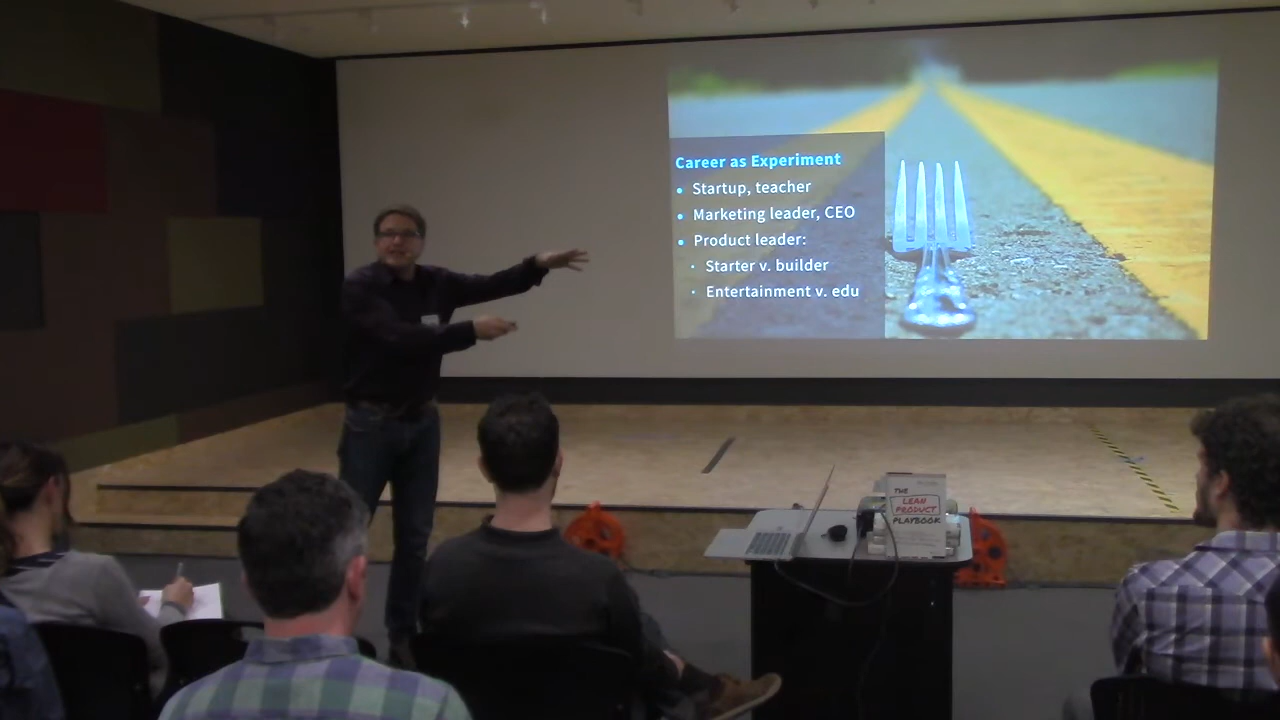 Career as Experiment
• Startup, teacher
• Marketing leader, CEO
• Product leader:
• Starter v. builder
• Entertainment v. edu
THE
LEAN
PRODUCT
PLAYBOOK